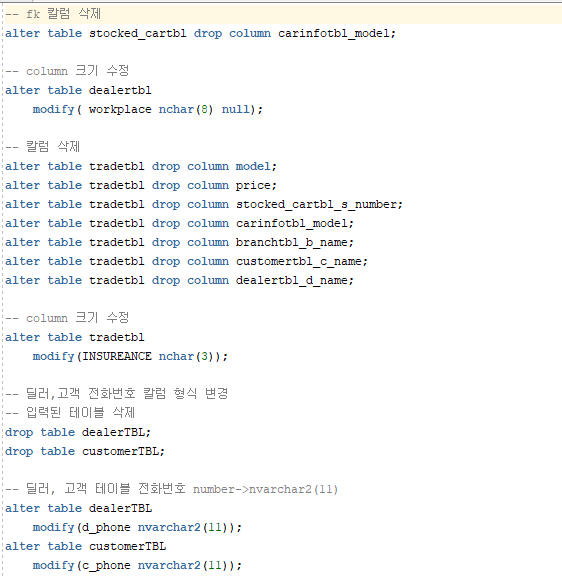 -- fk 칼럼 삭제
alter table stocked_cartbl drop column carinfotbl_model;
-- column 크기 수정
alter table dealertbl
modify( workplace nchar(8) null);
-- 칼럼 삭제
alter table tradetbl drop column model;
alter table tradetbl drop column price;
alter table tradetbl drop column stocked_cartbl_s_number;
alter table tradetbl drop column carinfotbl_model;
alter table tradetbl drop column branchtbl_b_name;
alter table tradetbl drop column customertbl_c_name;
alter table tradetbl drop column dealertbl_d_name;
-- column 크기 수정
alter table tradetbl
modify(INSUREANCE nchar(3));
-- 딜러,고객 전화번호 칼럼 형식 변경
-- 입력된 테이블 삭제
drop table dealerTBL;
drop table customerTBL;
-- 딜러, 고객 테이블 전화번호 number->nvarchar2(11)
alter table dealerTBL
modify(d_phone nvarchar2(11));
alter table customerTBL
modify(c_phone nvarchar2(11));